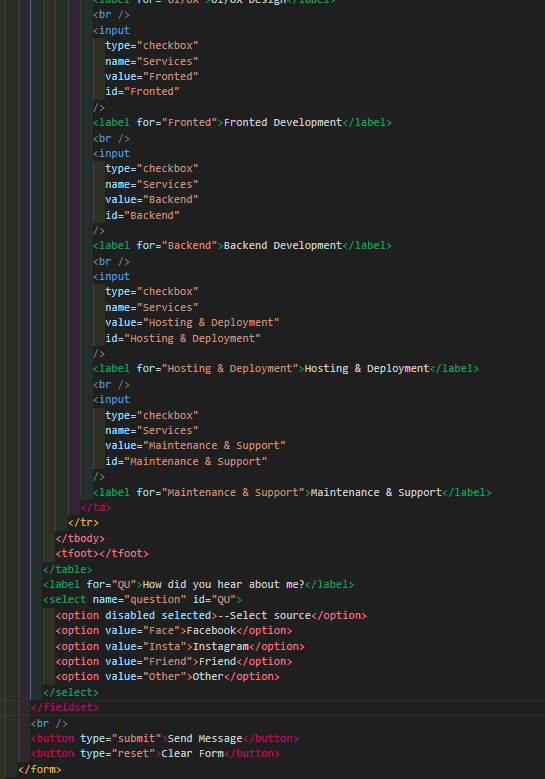 <label for="UI/UX">UI/UX Design</label>
<br />
<input
type="checkbox"
name="Services"
value="Fronted"
id="Fronted"
/>
<label for="Fronted">Fronted Development</label>
<br />
<input
type="checkbox"
name="Services"
value="Backend"
id="Backend"
/>
<label for="Backend">Backend Development</label>
<br />
<input
type="checkbox"
name="Services"
value="Hosting & Deployment"
id="Hosting & Deployment"
/>
<label for="Hosting & Deployment">Hosting & Deployment</label>
<br />
<input
type="checkbox"
name="Services"
value="Maintenance & Support"
id="Maintenance & Support"
/>
<label for="Maintenance & Support">Maintenance & Support</label>
</td>
</tr>
</tbody>
<tfoot></tfoot>
</table>
<label for="QU">How did you hear about me?</label>
<select name="question" id="QU">
<option disabled selected>--Select source</option>
<option value="Face">Facebook</option>
<option value="Insta">Instagram</option>
<option value="Friend">Friend</option>
<option value="Other">Other</option>
</select>
</fieldset>
<br />
<button type="submit">Send Message</button>
<button type="reset">Clear Form</button>
</form>